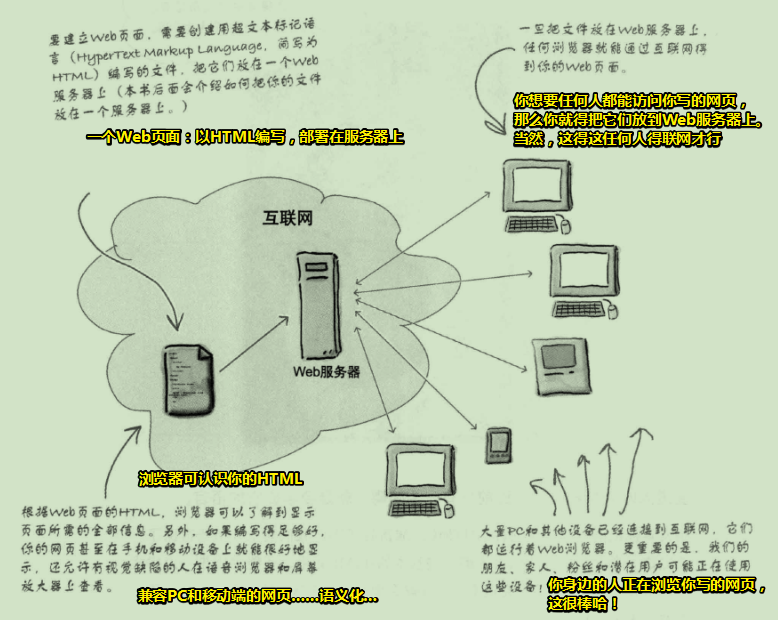 要建立Web页面，需要创建用超文本标记语
言（HyperText Markup Language，简写为
HTML）编写的文件，把它们放在一个Web
服务器上（本书后面会介绍如何把你的文件
放在一个服务器上。）
一个Web页面：以HTML编写，部署在服务器上
一旦把文件放在Web服务器上，
任何浏览器就能通过互联网得
到你的Web页面。
你想要任何人都能访问你写的网页，
那么你就得把它们放到Web服务器上。
当然，这得这任何人得联网才行
互联网
Web服务器
浏览器可认识你的HTML
根据Web页面的HTML，浏览器可以了解到显示
页面所需的全部信息。另外，如果编写得足够好，
你的网页甚至在手机和移动设备上就能很好地显
示，还允许有视觉缺陷的人在语音浏览器和屏幕
放大器上查看。
兼容PC和移动端的网页......语义化...
大量PC和其他设备已经连接到互联网，它们
都运行着Web浏览器。更重要的是，我们的
朋友、家人、粉丝和潜在用户可能正在使用
这些设备！
你身边的人正在浏览你写的网页，
这很棒哈！